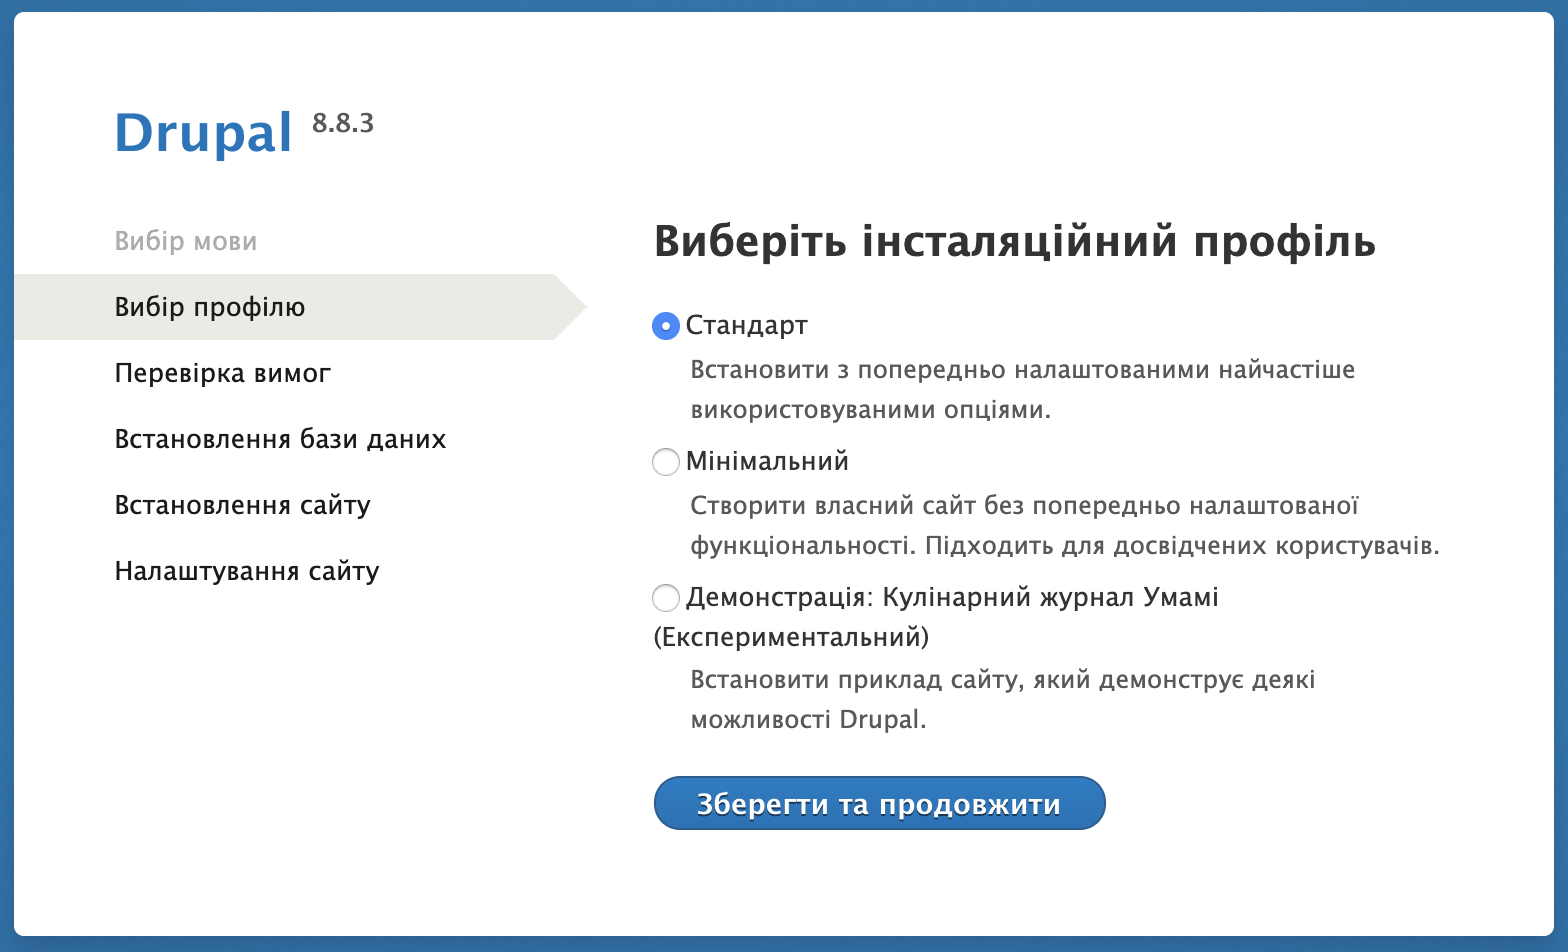 Drupal 8.8.3
Вибір мови
Вибір профілю
Перевірка вимог
Встановлення бази даних
Встановлення сайту
Налаштування сайту
Виберіть інсталяційний профіль
Стандарт
Встановити з попередньо налаштованими найчастіше
використовуваними опціями.
Мінімальний
Створити власний сайт без попередньо налаштованої
функціональності. Підходить для досвідчених користувачів.
Демонстрація: Кулінарний журнал Умамі
(Експериментальний)
Встановити приклад сайту, який демонструє деякі
можливості Drupal.
Зберегти та продовжити